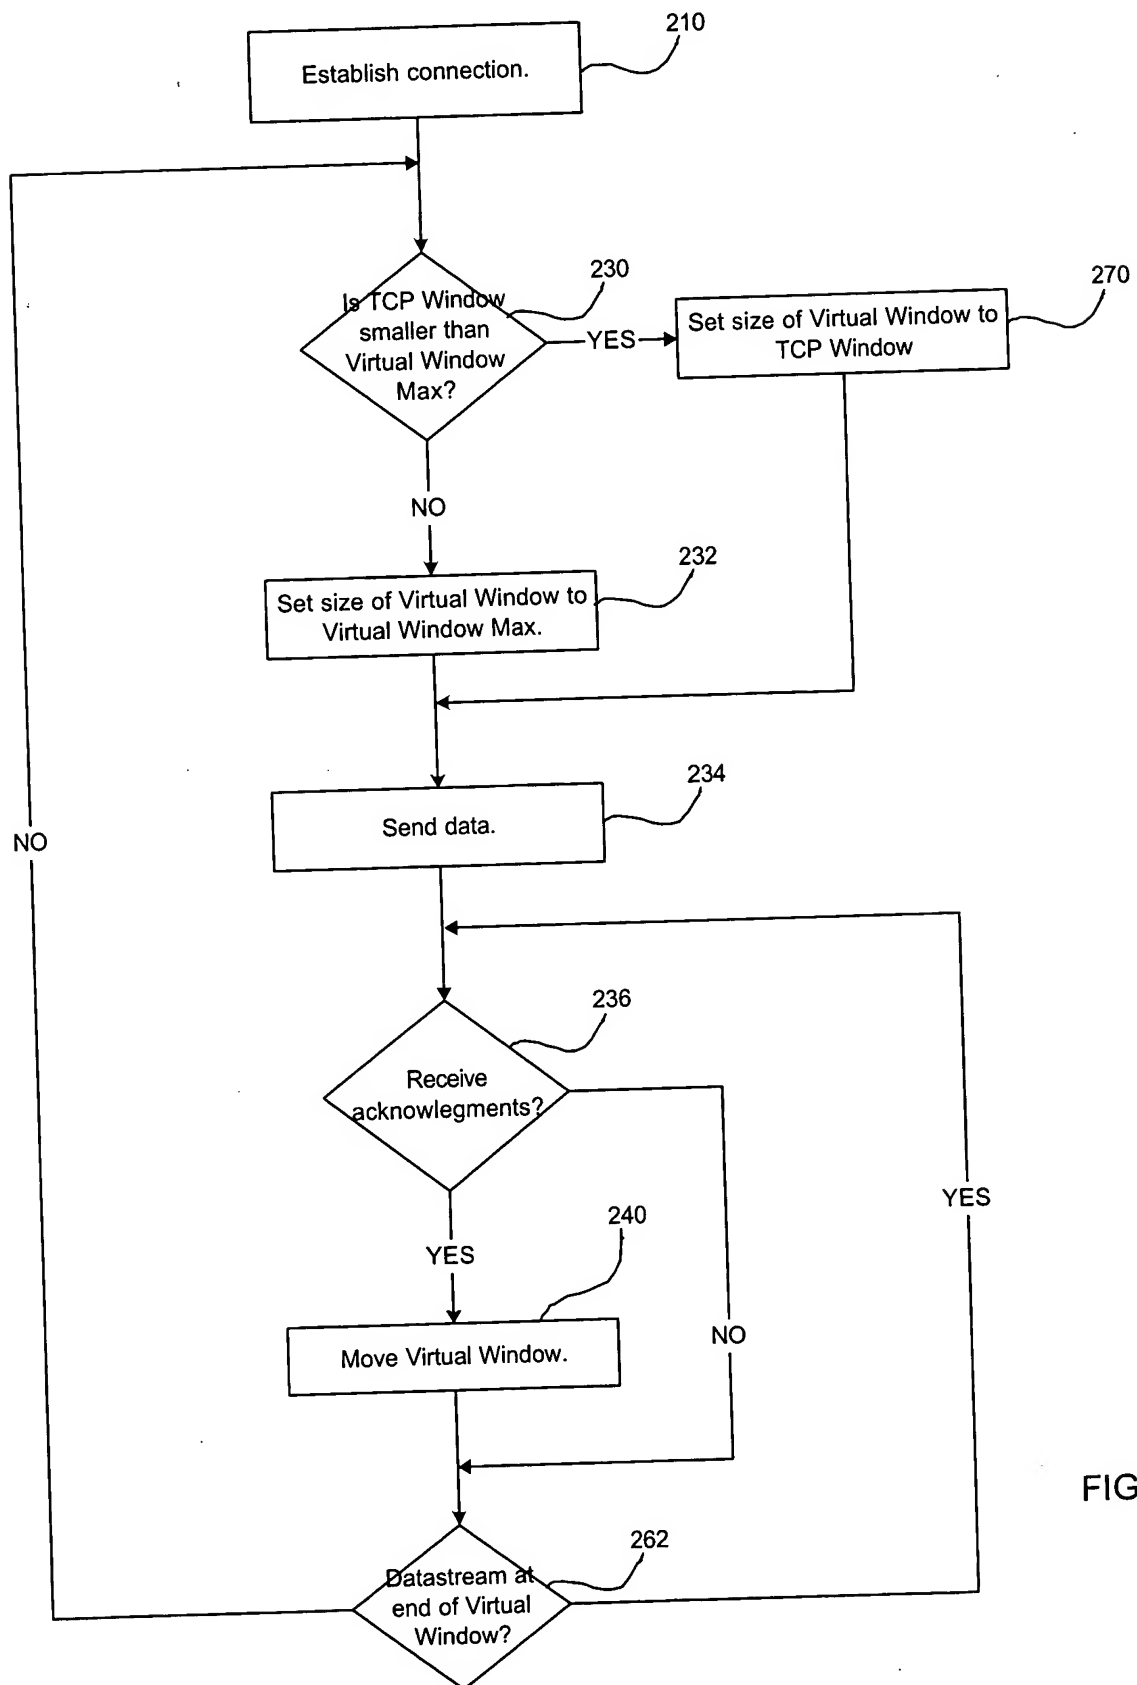 210
Establish connection.
230
Is TCP Window
smaller than
Virtual Window
Max?
YES
270
Set size of Virtual Window to
TCP Window
NO
232
Set size of Virtual Window to
Virtual Window Max.
234
Send data.
NO
236
Receive
acknowlegments?
YES
YES
240
NO
Move Virtual Window.
FIG
262
Datastream at
end of Virtual
Window?